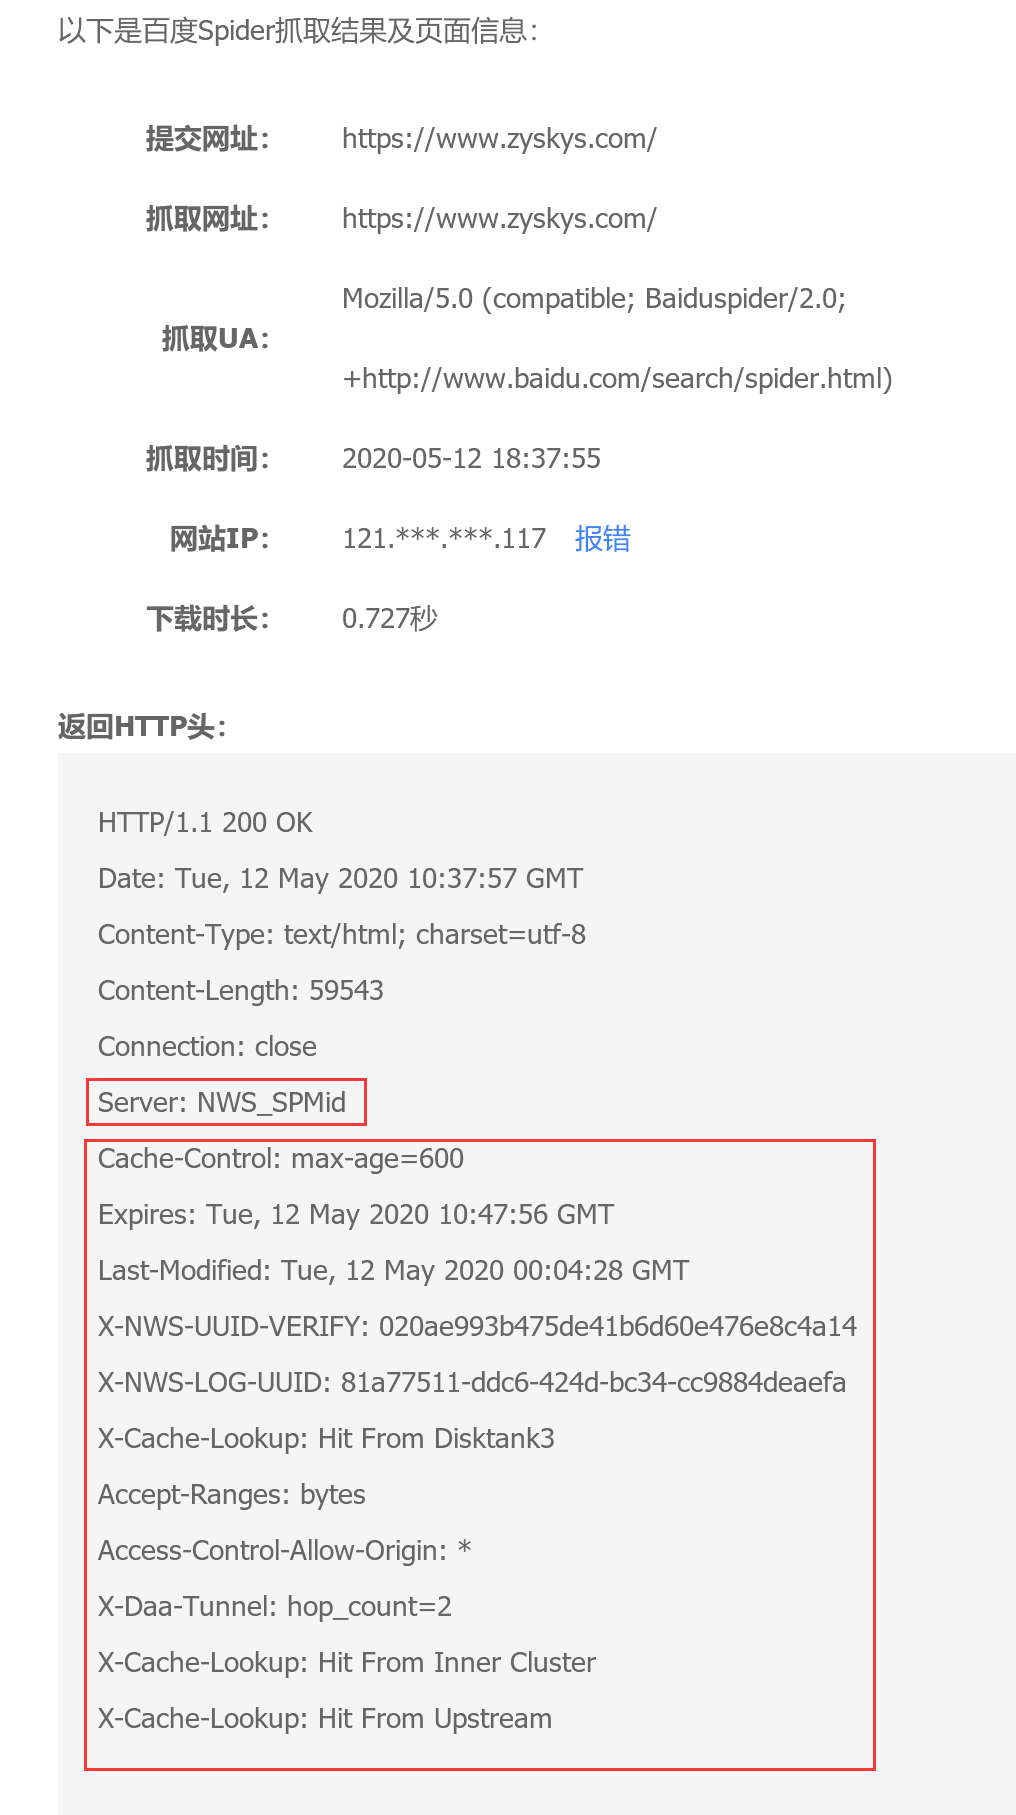 以下是百度Spider抓取结果及页面信息：
提交网址： https://www.zyskys.com/
抓取网址： https://www.zyskys.com/
抓取UA： Mozilla/5.0 (compatible; Baiduspider/2.0;
+http://www.baidu.com/search/spider.html)
抓取时间： 2020-05-12 18:37:55
网站IP： 121.***.***.117 报错
下载时长： 0.727秒
返回HTTP头：
HTTP/1.1 200 OK
Date: Tue, 12 May 2020 10:37:57 GMT
Content-Type: text/html; charset=utf-8
Content-Length: 59543
Connection: close
Server: NWS_SPMid
Cache-Control: max-age=600
Expires: Tue, 12 May 2020 10:47:56 GMT
Last-Modified: Tue, 12 May 2020 00:04:28 GMT
X-NWS-UUID-VERIFY: 020ae993b475de41b6d60e476e8c4a14
X-NWS-LOG-UUID: 81a77511-ddc6-424d-bc34-cc9884deaefa
X-Cache-Lookup: Hit From Disktank3
Accept-Ranges: bytes
Access-Control-Allow-Origin: *
X-Daa-Tunnel: hop_count=2
X-Cache-Lookup: Hit From Inner Cluster
X-Cache-Lookup: Hit From Upstream